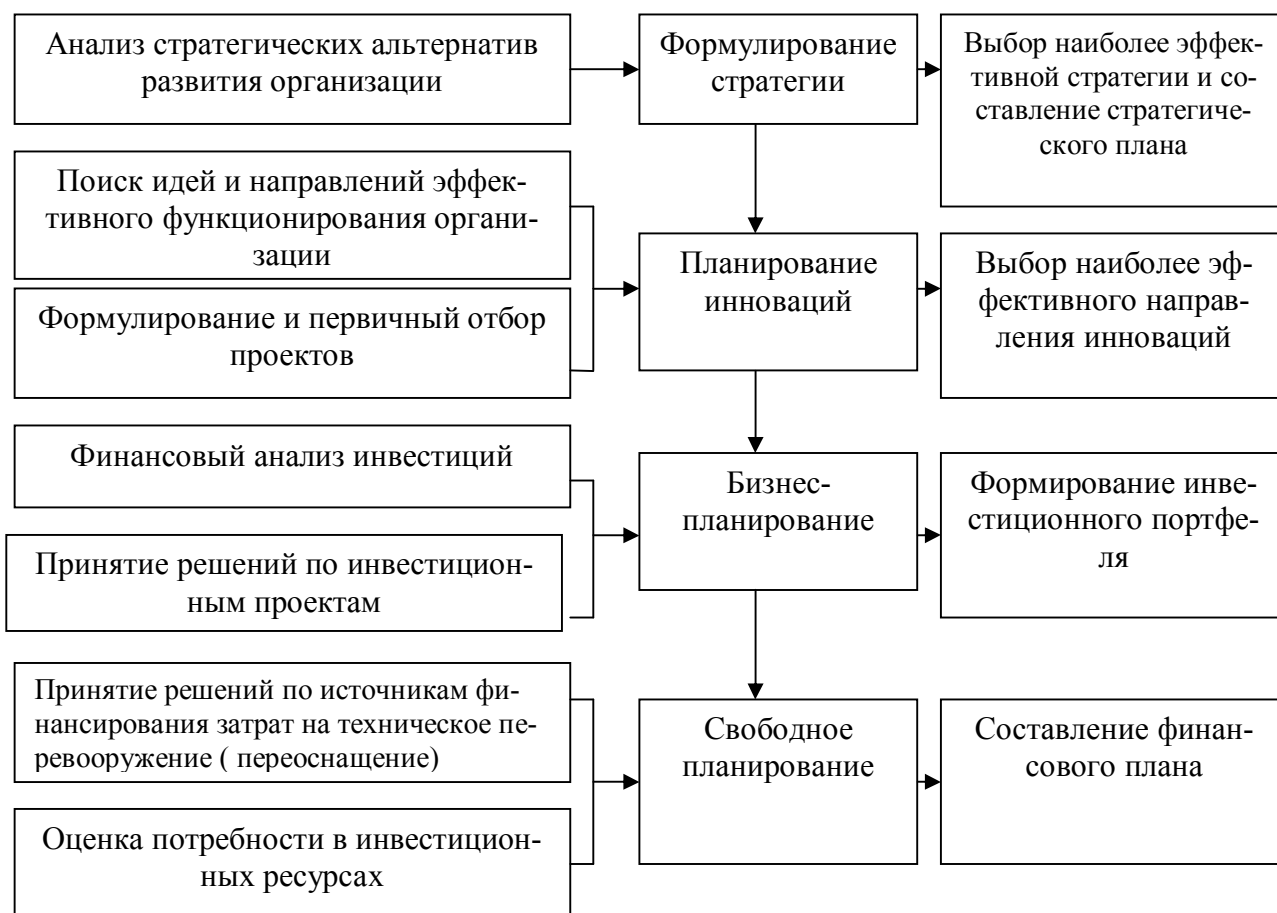 Анализ стратегических альтернатив
развития организации
Формулирование
стратегии
Выбор наиболее эффек-
тивной стратегии и со-
ставление стратегиче-
ского плана
Поиск идей и направлений эффек-
тивного функционирования органи-
зации
Формулирование и первичный отбор
проектов
Планирование
инноваций
Выбор наиболее эф-
фективного направ-
ления инноваций
Финансовый анализ инвестиций
Принятие решений по инвестицион-
ным проектам
Бизнес-
планирование
Формирование инве-
стиционного портфе-
ля
Принятие решений по источникам фи-
нансирования затрат на техническое пе-
ревооружение ( переоснащение)
Оценка потребности в инвестицион-
ных ресурсах
Свободное
планирование
Составление финан-
сового плана